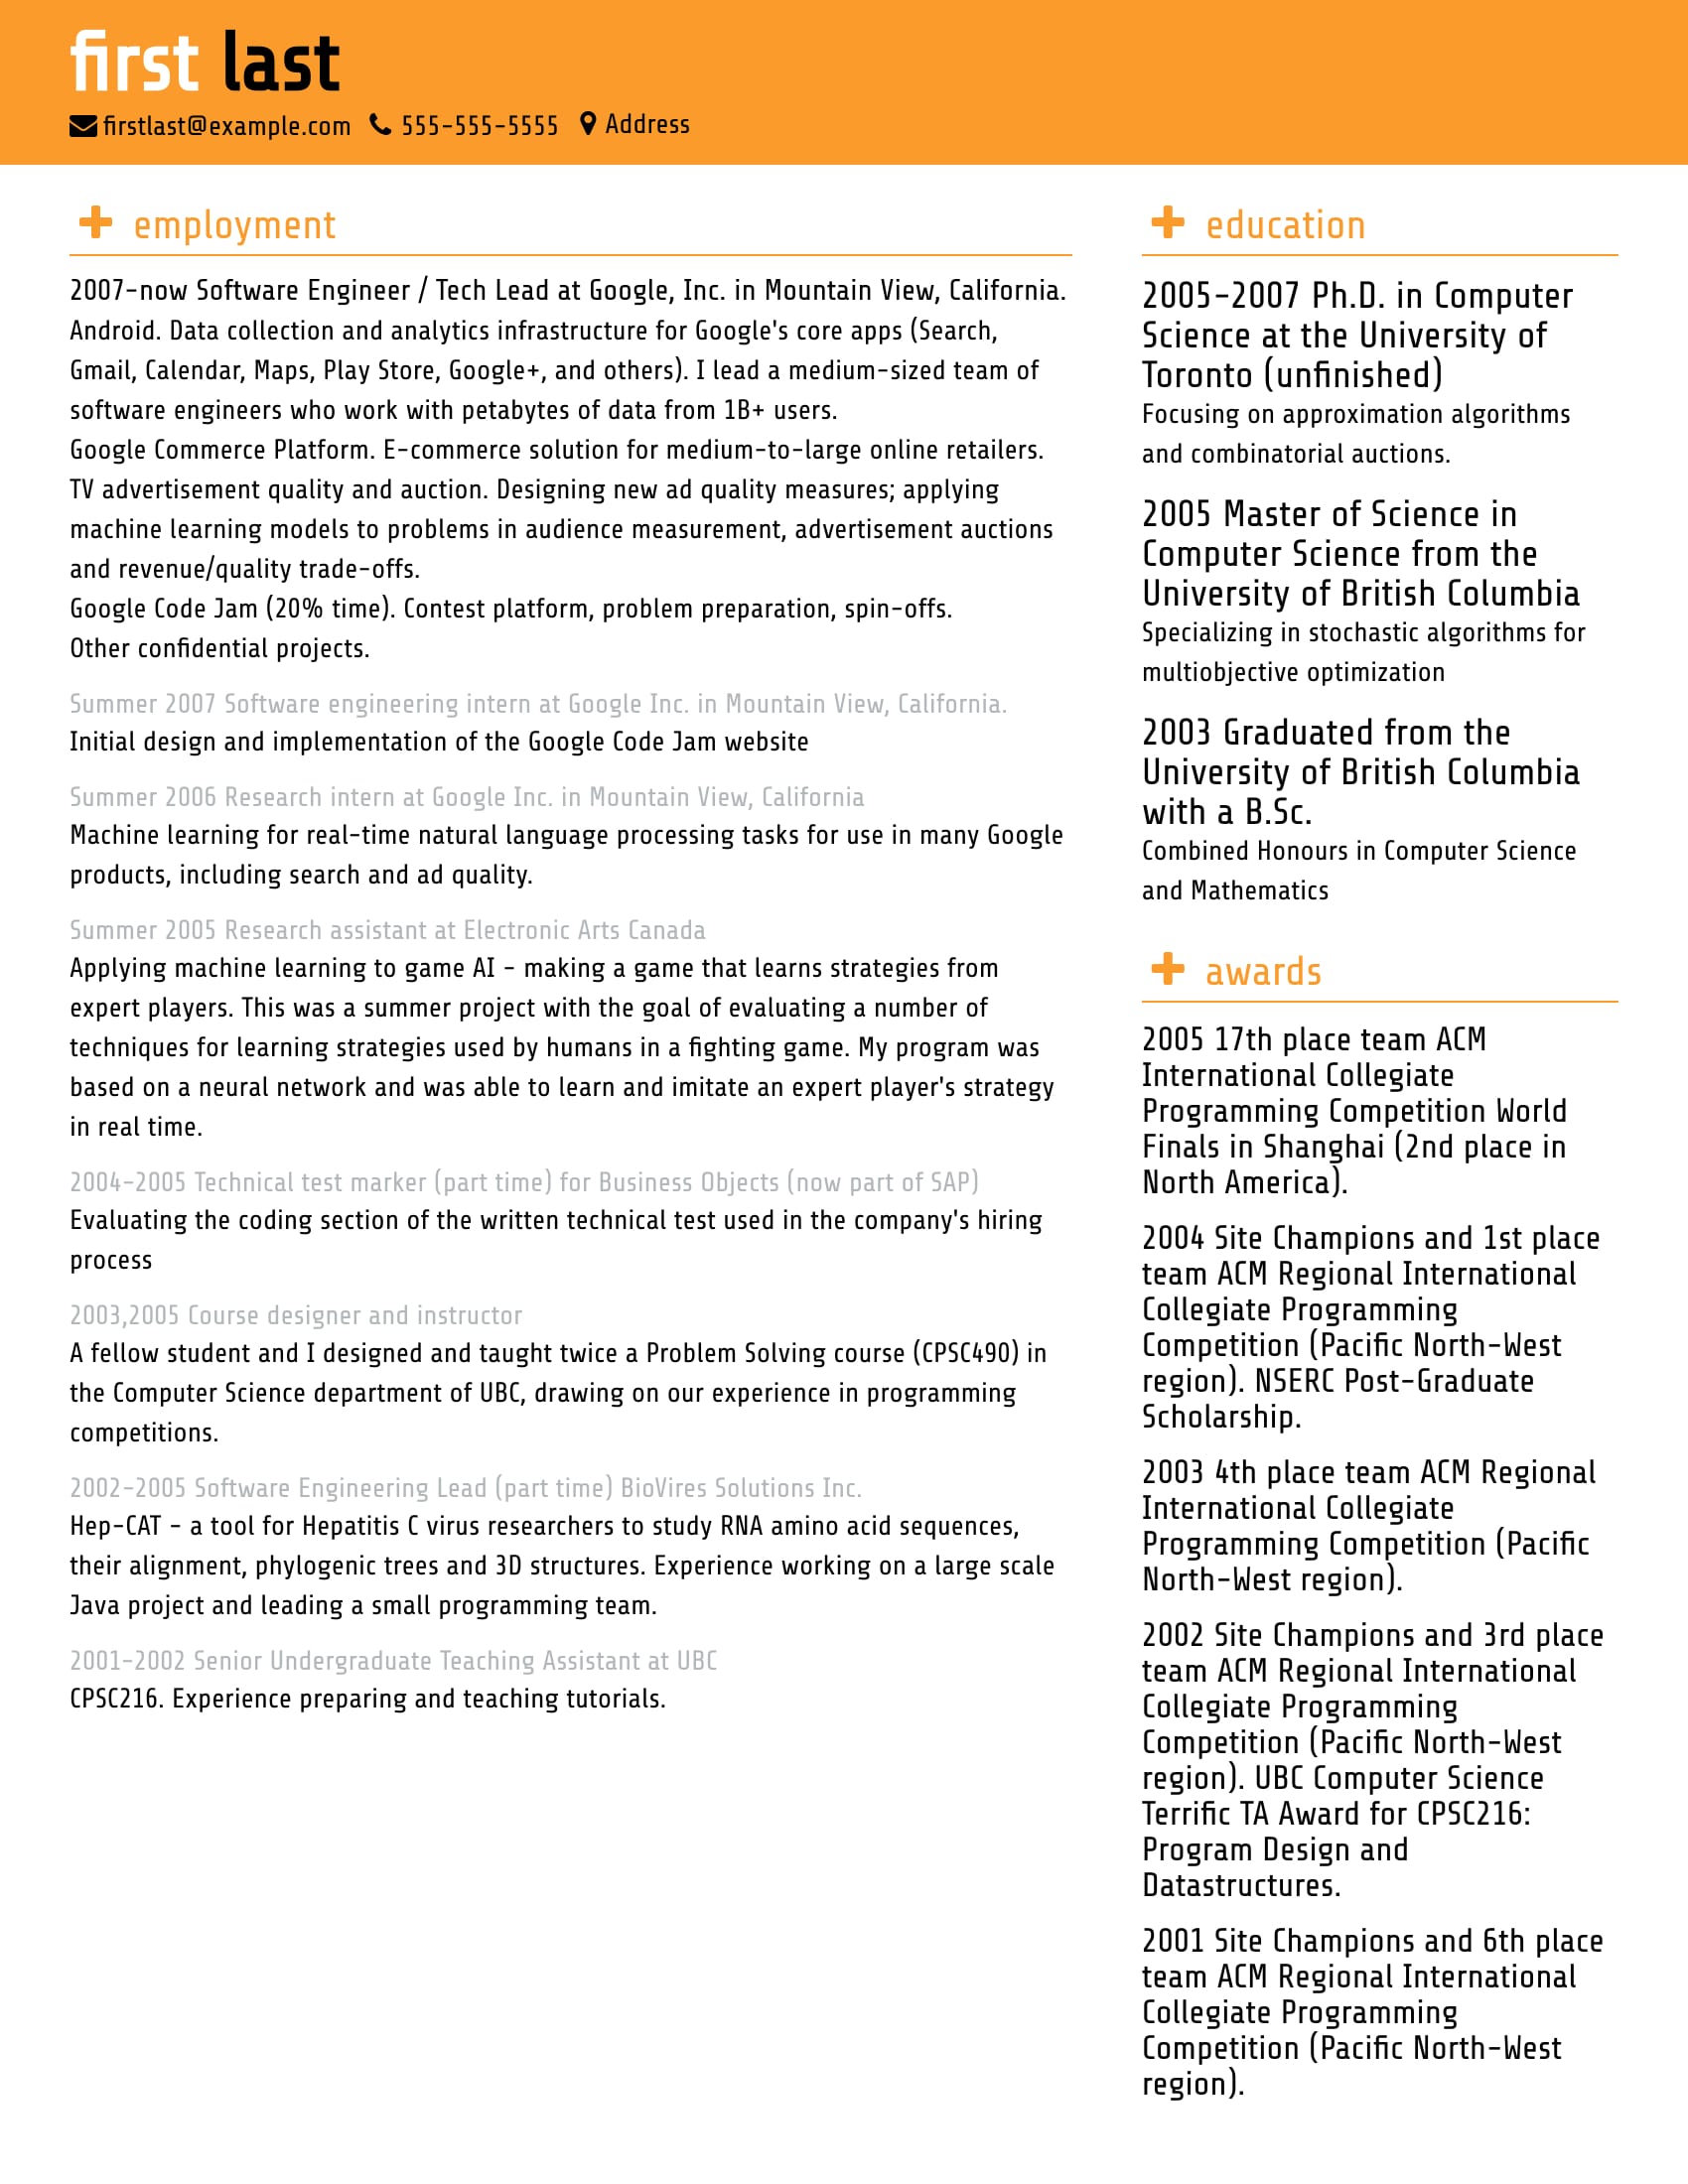 first last
firstlast@example.com 555-555-5555 Address
employment
2007-now Software Engineer / Tech Lead at Google, Inc. in Mountain View, California.
Android. Data collection and analytics infrastructure for Google's core apps (Search,
Gmail, Calendar, Maps, Play Store, Google+, and others). I lead a medium-sized team of
software engineers who work with petabytes of data from 1B+ users.
Google Commerce Platform. E-commerce solution for medium-to-large online retailers.
TV advertisement quality and auction. Designing new ad quality measures; applying
machine learning models to problems in audience measurement, advertisement auctions
and revenue/quality trade-offs.
Google Code Jam (20% time). Contest platform, problem preparation, spin-offs.
Other confidential projects.
Summer 2007 Software engineering intern at Google Inc. in Mountain View, California.
Initial design and implementation of the Google Code Jam website
Summer 2006 Research intern at Google Inc. in Mountain View, California
Machine learning for real-time natural language processing tasks for use in many Google
products, including search and ad quality.
Summer 2005 Research assistant at Electronic Arts Canada
Applying machine learning to game AI - making a game that learns strategies from
expert players. This was a summer project with the goal of evaluating a number of
techniques for learning strategies used by humans in a fighting game. My program was
based on a neural network and was able to learn and imitate an expert player's strategy
in real time.
2004-2005 Technical test marker (part time) for Business Objects (now part of SAP)
Evaluating the coding section of the written technical test used in the company's hiring
process
2003,2005 Course designer and instructor
A fellow student and I designed and taught twice a Problem Solving course (CPSC490) in
the Computer Science department of UBC, drawing on our experience in programming
competitions.
2002-2005 Software Engineering Lead (part time) BioVires Solutions Inc.
Hep-CAT - a tool for Hepatitis C virus researchers to study RNA amino acid sequences,
their alignment, phylogenic trees and 3D structures. Experience working on a large scale
Java project and leading a small programming team.
2001-2002 Senior Undergraduate Teaching Assistant at UBC
CPSC216. Experience preparing and teaching tutorials.
education
2005-2007 Ph.D. in Computer
Science at the University of
Toronto (unfinished)
Focusing on approximation algorithms
and combinatorial auctions.
2005 Master of Science in
Computer Science from the
University of British Columbia
Specializing in stochastic algorithms for
multiobjective optimization
2003 Graduated from the
University of British Columbia
with a B.Sc.
Combined Honours in Computer Science
and Mathematics
awards
2005 17th place team ACM
International Collegiate
Programming Competition World
Finals in Shanghai (2nd place in
North America).
2004 Site Champions and 1st place
team ACM Regional International
Collegiate Programming
Competition (Pacific North-West
region). NSERC Post-Graduate
Scholarship.
2003 4th place team ACM Regional
International Collegiate
Programming Competition (Pacific
North-West region).
2002 Site Champions and 3rd place
team ACM Regional International
Collegiate Programming
Competition (Pacific North-West
region). UBC Computer Science
Terrific TA Award for CPSC216:
Program Design and
Datastructures.
2001 Site Champions and 6th place
team ACM Regional International
Collegiate Programming
Competition (Pacific North-West
region).